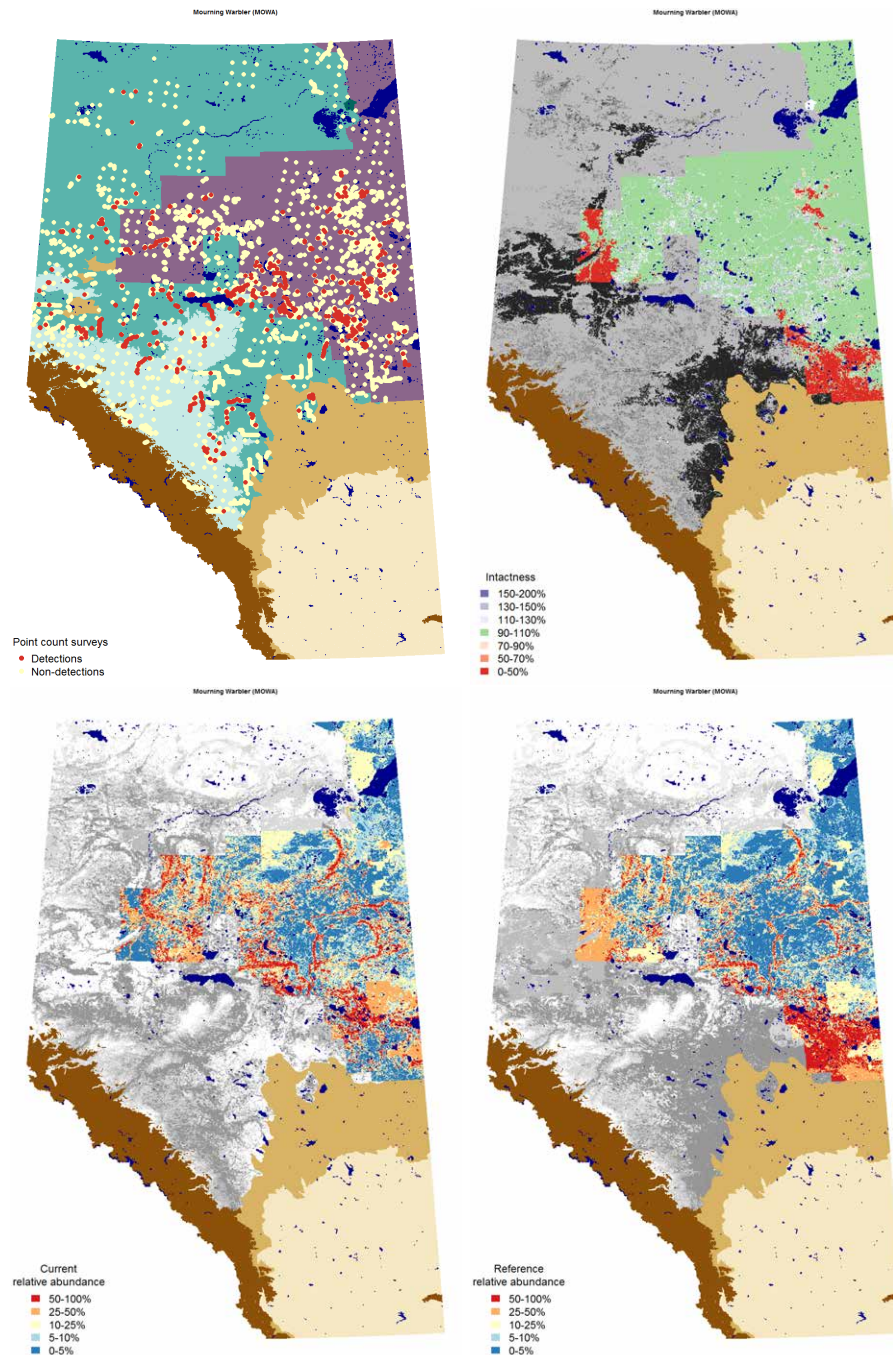 Mourning Warbler (MOWA)
Point count surveys
Detections
Non-detections
Mourning Warbler (MOWA)
Intactness
150-200%
130-150%
110-130%
90-110%
70-90%
50-70%
0-50%
Mourning Warbler (MOWA)
Current
relative abundance
50-100%
25-50%
10-25%
5-10%
0-5%
Mourning Warbler (MOWA)
Reference
relative abundance
50-100%
25-50%
10-25%
5-10%
0-5%